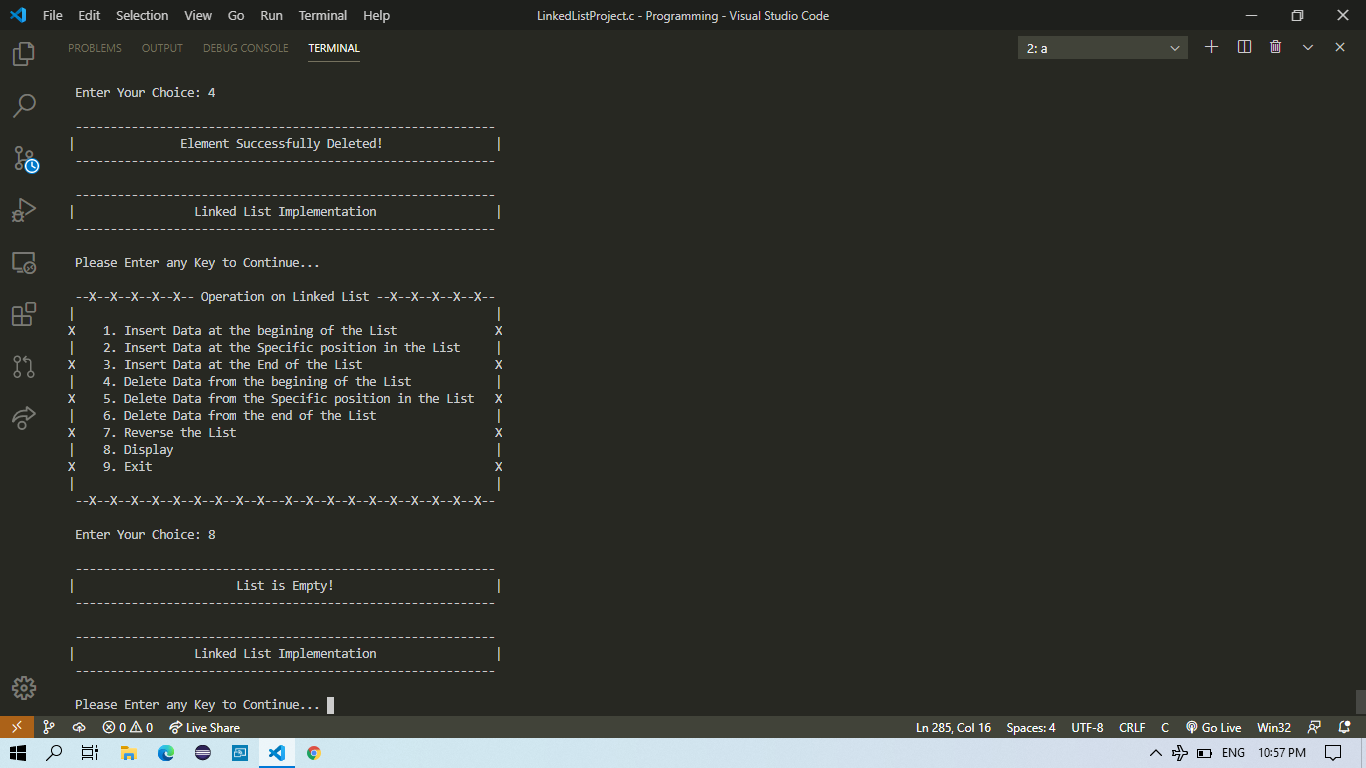 File Edit Selection View Go Run Terminal Help LinkedListProject.c - Programming - Visual Studio Code
PROBLEMS OUTPUT DEBUG CONSOLE TERMINAL 2: a
Enter Your Choice: 4
------------------------------------------------------------
| Element Successfully Deleted! |
------------------------------------------------------------
------------------------------------------------------------
| Linked List Implementation |
------------------------------------------------------------
Please Enter any Key to Continue...
--X--X--X--X--X-- Operation on Linked List --X--X--X--X--X--
| |
X 1. Insert Data at the begining of the List X
| 2. Insert Data at the Specific position in the List |
X 3. Insert Data at the End of the List X
| 4. Delete Data from the begining of the List |
X 5. Delete Data from the Specific position in the List X
| 6. Delete Data from the end of the List |
X 7. Reverse the List X
| 8. Display |
X 9. Exit X
| |
--X--X--X--X--X--X--X--X--X--X---X--X--X--X--X--X--X--X--X--X--
Enter Your Choice: 8
------------------------------------------------------------
| List is Empty! |
------------------------------------------------------------
------------------------------------------------------------
| Linked List Implementation |
------------------------------------------------------------
Please Enter any Key to Continue...
0 0 Live Share Ln 285, Col 16 Spaces: 4 UTF-8 CRLF C Go Live Win32
ENG 10:57 PM